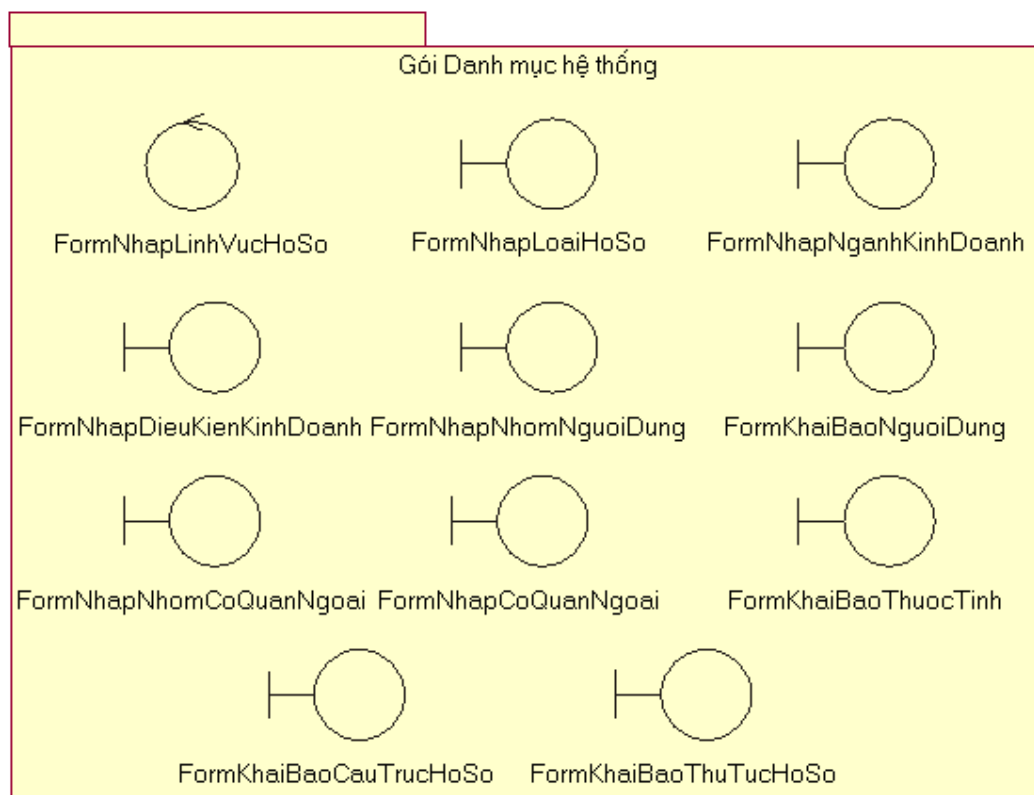 Gói Danh mục hệ thống
FormNhapLinhVucHoSo
FormNhapLoaiHoSo
FormNhapNganhKinhDoanh
FormNhapDieuKienKinhDoanh
FormNhapNhomNguoiDung
FormKhaiBaoNguoiDung
FormNhapNhomCoQuanNgoai
FormNhapCoQuanNgoai
FormKhaiBaoThuocTinh
FormKhaiBaoCauTrucHoSo
FormKhaiBaoThuTucHoSo